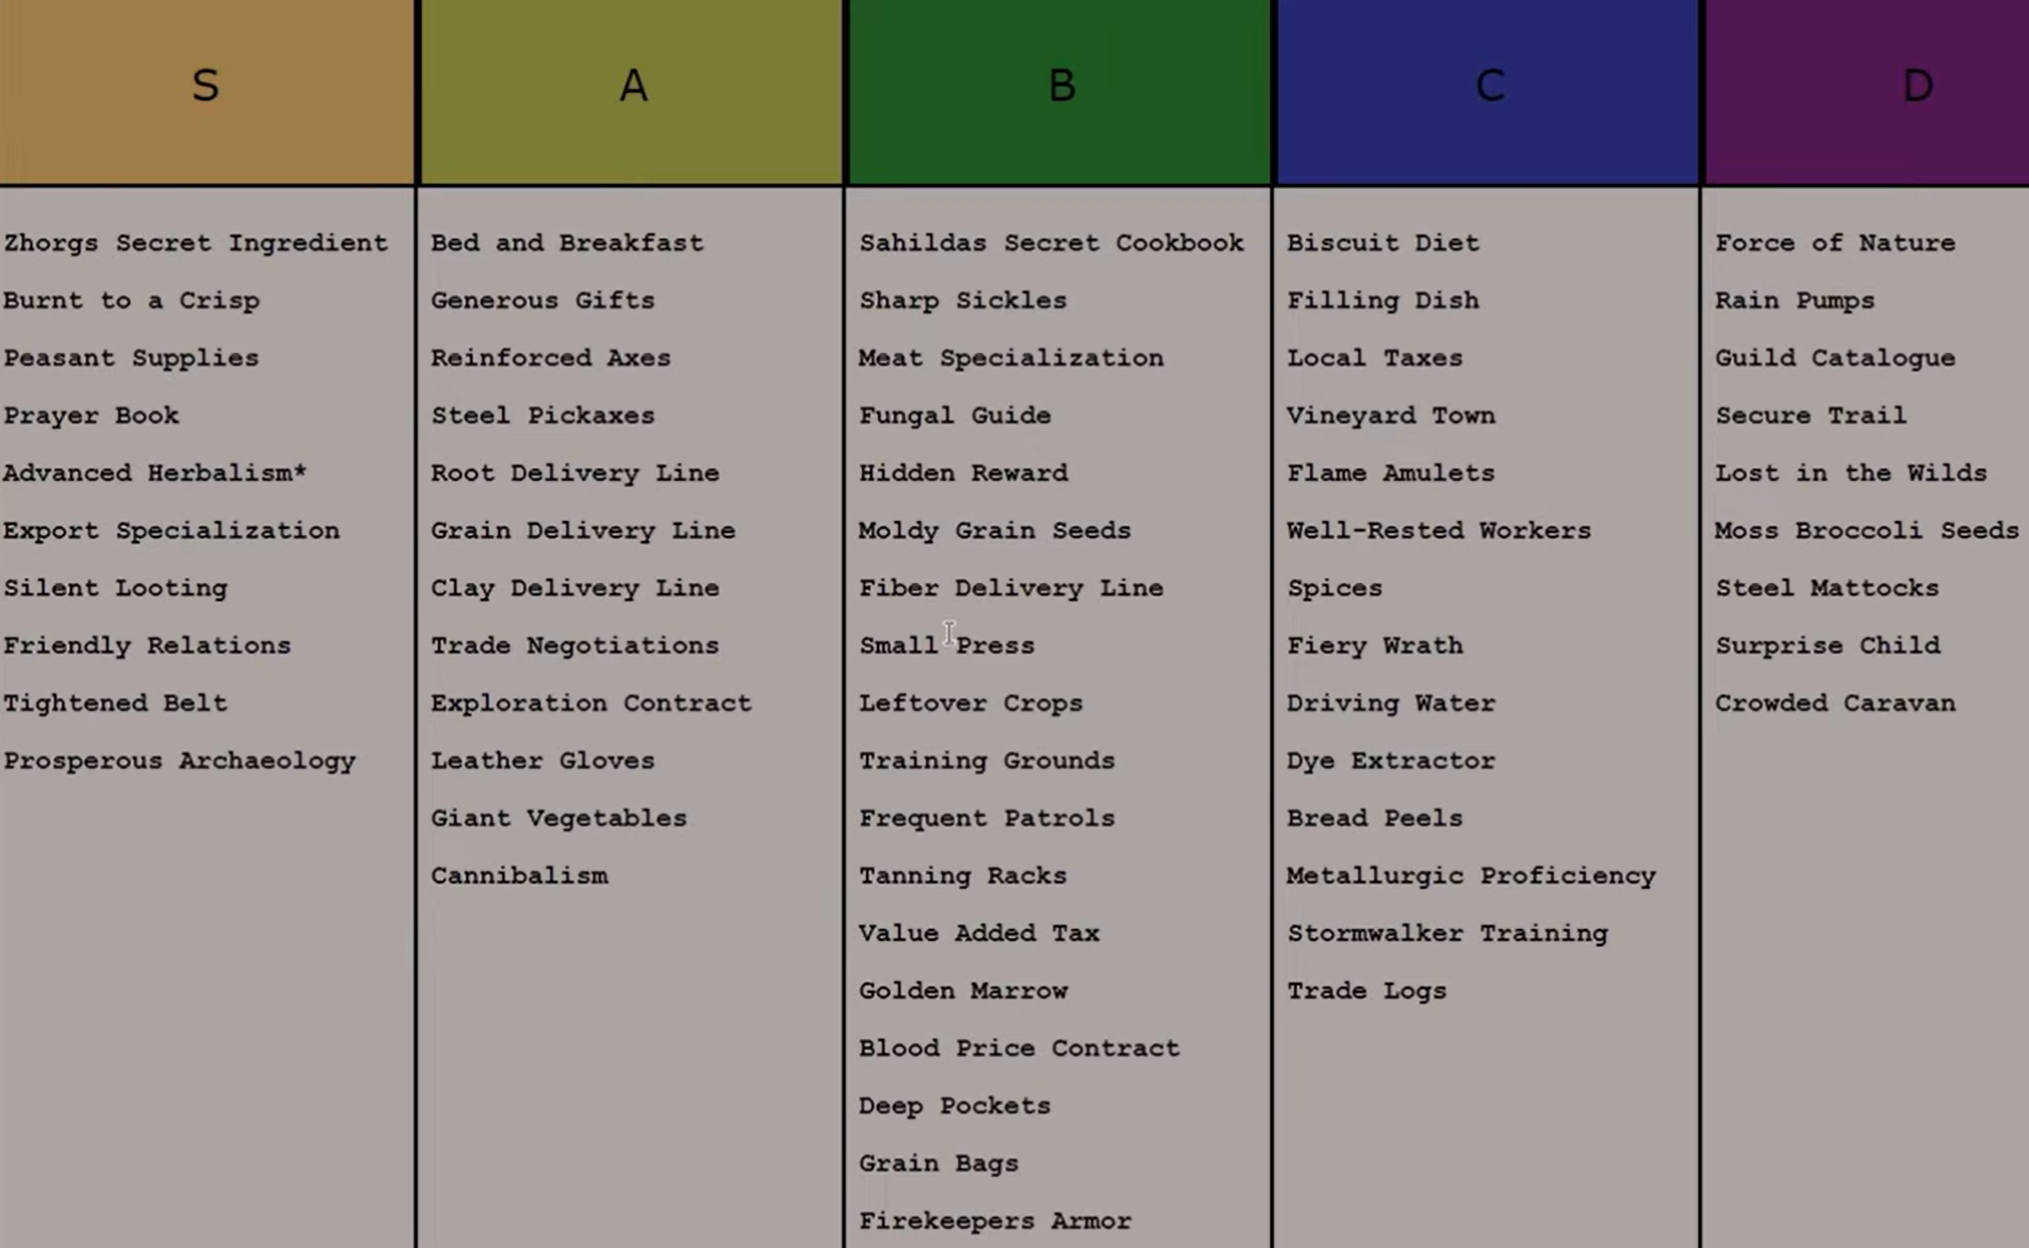 S
Zhorgs Secret Ingredient
Burnt to a Crisp
Peasant Supplies
Prayer Book
Advanced Herbalism*
Export Specialization
Silent Looting
Friendly Relations
Tightened Belt
Prosperous Archaeology
A
Bed and Breakfast
Generous Gifts
Reinforced Axes
Steel Pickaxes
Root Delivery Line
Grain Delivery Line
Clay Delivery Line
Trade Negotiations
Exploration Contract
Leather Gloves
Giant Vegetables
Cannibalism
B
Sahildas Secret Cookbook
Sharp Sickles
Meat Specialization
Fungal Guide
Hidden Reward
Moldy Grain Seeds
Fiber Delivery Line
Small Press
Leftover Crops
Training Grounds
Frequent Patrols
Tanning Racks
Value Added Tax
Golden Marrow
Blood Price Contract
Deep Pockets
Grain Bags
Firekeepers Armor
C
Biscuit Diet
Filling Dish
Local Taxes
Vineyard Town
Flame Amulets
Well-Rested Workers
Spices
Fiery Wrath
Driving Water
Dye Extractor
Bread Peels
Metallurgic Proficiency
Stormwalker Training
Trade Logs
D
Force of Nature
Rain Pumps
Guild Catalogue
Secure Trail
Lost in the Wilds
Moss Broccoli Seeds
Steel Mattocks
Surprise Child
Crowded Caravan